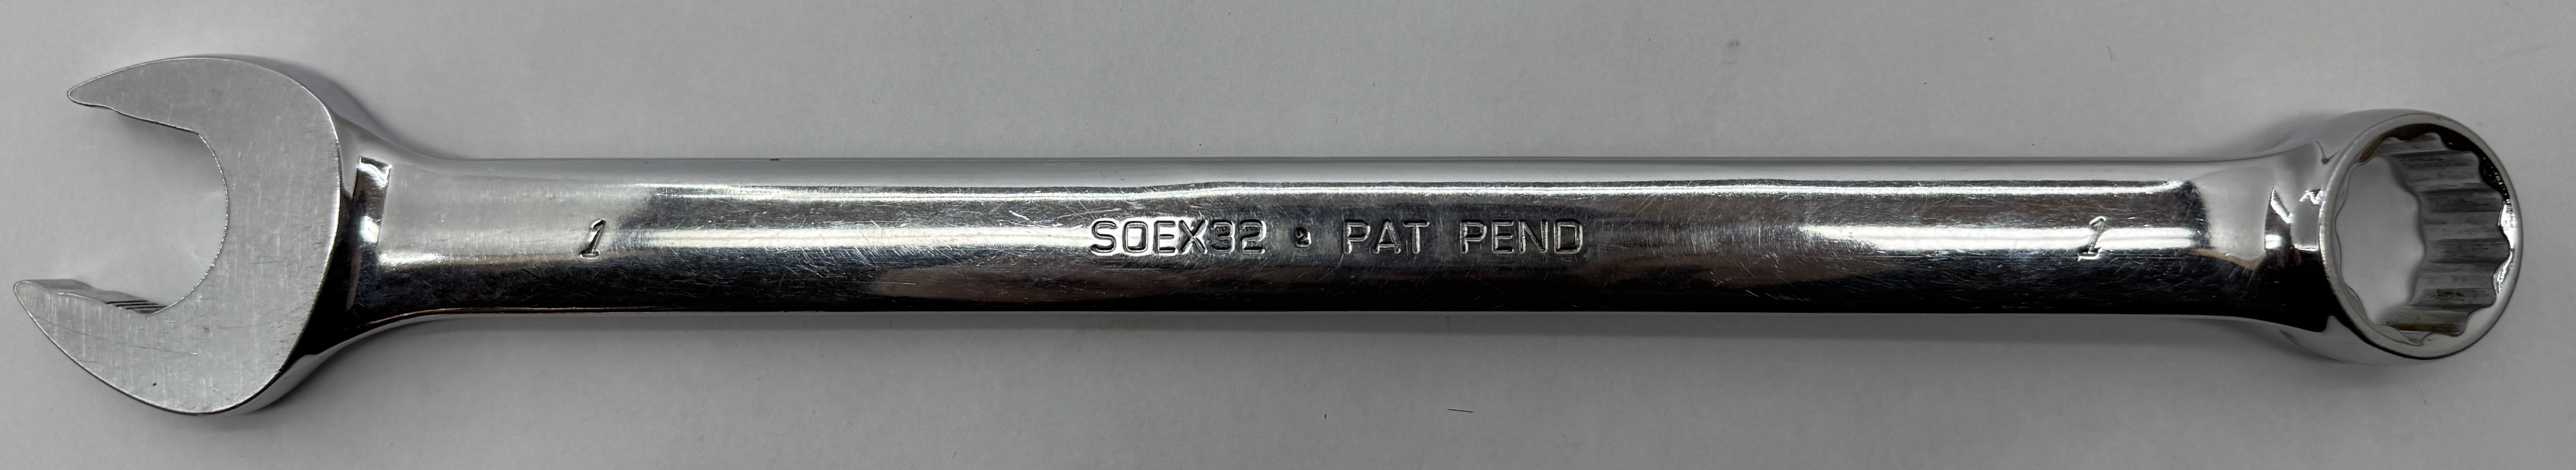 1 SOEX32 PAT PEND 1